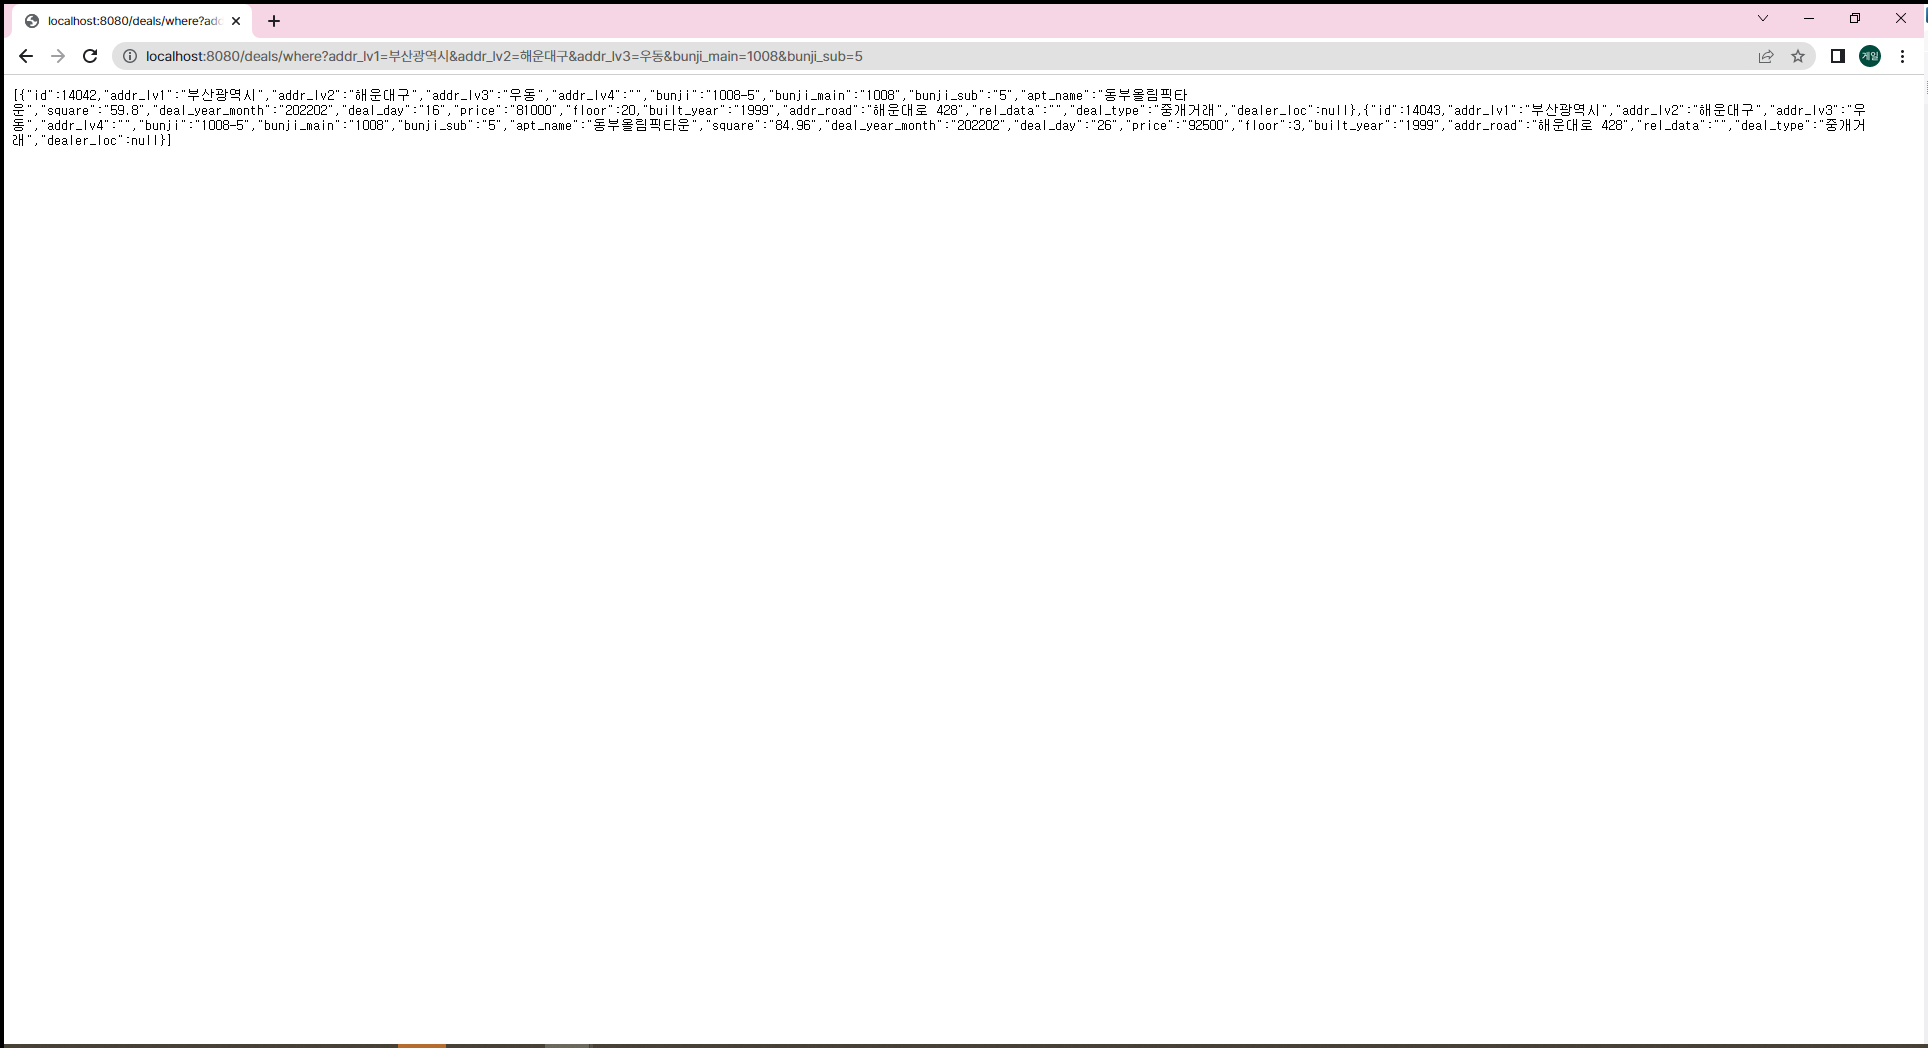 localhost:8080/deals/where?add
localhost:8080/deals/where?addr_lv1=부산광역시&addr_lv2=해운대구&addr_lv3=우동&bunji_main=1008&bunji_sub=5
게일
[{"id":14042,"addr_lv1":"부산광역시","addr_lv2":"해운대구","addr_lv3":"우동","addr_lv4":"","bunji":"1008-5","bunji_main":"1008","bunji_sub":"5","apt_name":"동부올림픽타
운","square":"59.8","deal_year_month":"202202","deal_day":"16","price":"81000","floor":20,"built_year":"1999","addr_road":"해운대로 428","rel_data":"","deal_type":"중개거래","dealer_loc":null},{"id":14043,"addr_lv1":"부산광역시","addr_lv2":"해운대구","addr_lv3":"우
동","addr_lv4":"","bunji":"1008-5","bunji_main":"1008","bunji_sub":"5","apt_name":"동부올림픽타운","square":"84.96","deal_year_month":"202202","deal_day":"26","price":"92500","floor":3,"built_year":"1999","addr_road":"해운대로 428","rel_data":"","deal_type":"중개거
래","dealer_loc":null}]